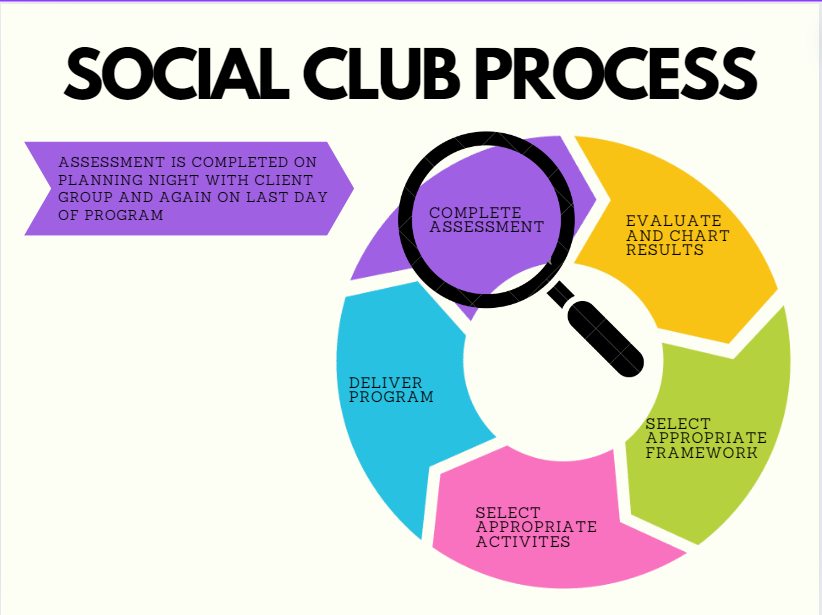 SOCIAL CLUB PROCESS
ASSESSMENT IS COMPLETED ON
PLANNING NIGHT WITH CLIENT
GROUP AND AGAIN ON LAST DAY
OF PROGRAM
COMPLETE
ASSESSMENT
EVALUATE
AND CHART
RESULTS
SELECT
APPROPRIATE
FRAMEWORK
SELECT
APPROPRIATE
ACTIVITES
DELIVER
PROGRAM